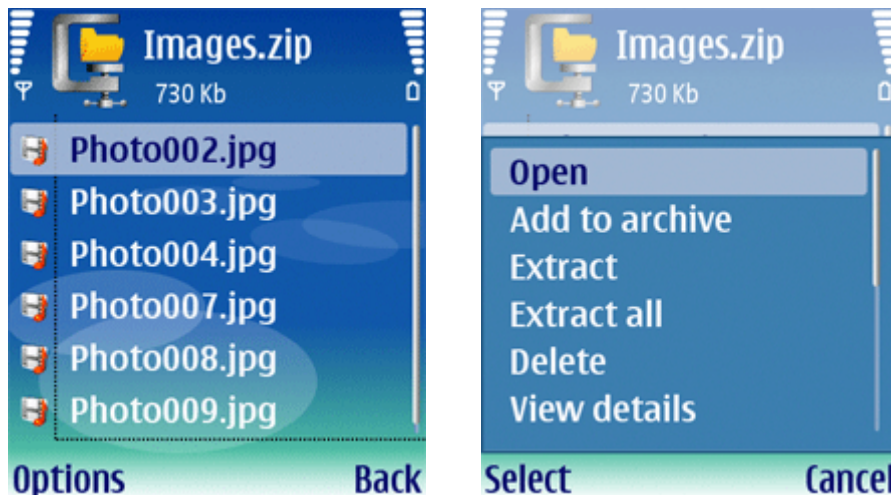 Images.zip
730 Kb
Photo002.jpg
Photo003.jpg
Photo004.jpg
Photo007.jpg
Photo008.jpg
Photo009.jpg
Options Back
Images.zip
730 Kb
Open
Add to archive
Extract
Extract all
Delete
View details
Select Cancel